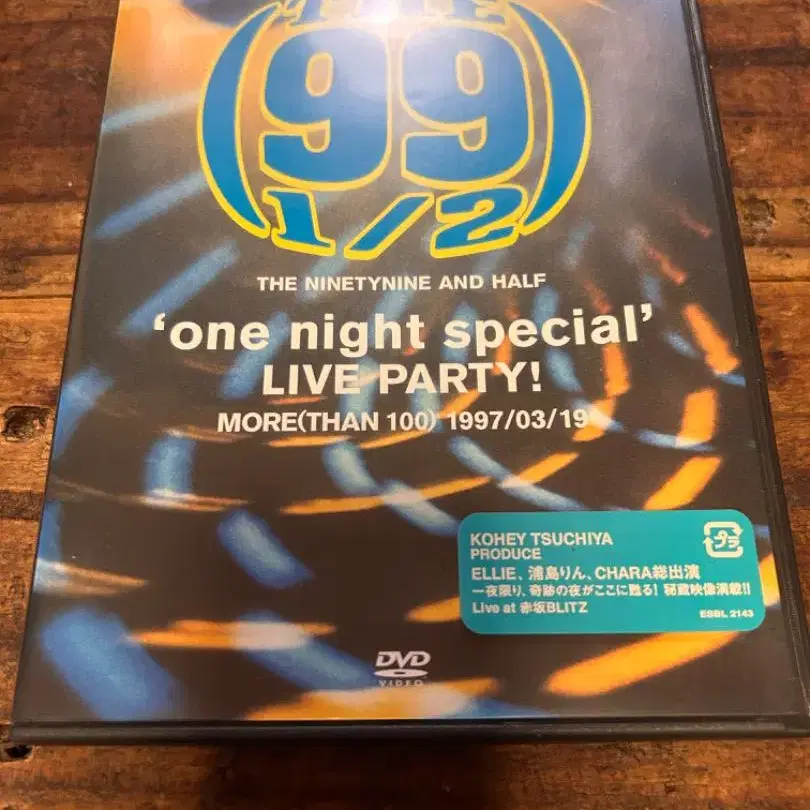 THE
(99)
1/2
THE NINETYNINE AND HALF
‘one night special’
LIVE PARTY!
MORE(THAN 100) 1997/03/19
KOHEY TSUCHIYA
PRODUCE
プラ
ELLIE、浦島りん、CHARA総出演
一夜限り、奇跡の夜がここに甦る! 秘蔵映像満載!!
Live at 赤坂BLITZ
ESBL 2143
DVD
VIDEO